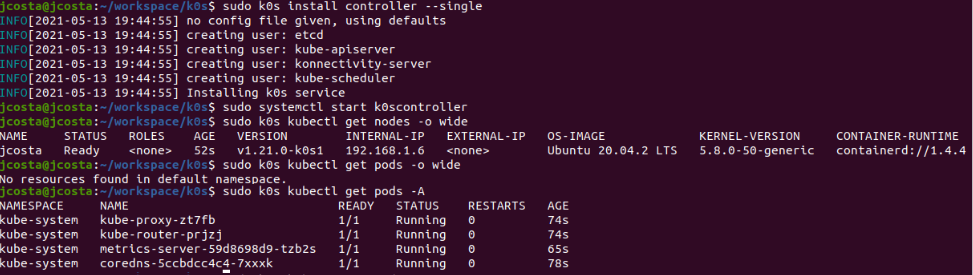 jcosta@jcosta:~/workspace/k0s$ sudo k0s install controller --single
INFO[2021-05-13 19:44:55] no config file given, using defaults
INFO[2021-05-13 19:44:55] creating user: etcd
INFO[2021-05-13 19:44:55] creating user: kube-apiserver
INFO[2021-05-13 19:44:55] creating user: konnectivity-server
INFO[2021-05-13 19:44:55] creating user: kube-scheduler
INFO[2021-05-13 19:44:55] Installing k0s service
jcosta@jcosta:~/workspace/k0s$ sudo systemctl start k0scontroller
jcosta@jcosta:~/workspace/k0s$ sudo k0s kubectl get nodes -o wide
NAME     STATUS   ROLES    AGE   VERSION        INTERNAL-IP   EXTERNAL-IP   OS-IMAGE             KERNEL-VERSION     CONTAINER-RUNTIME
jcosta   Ready    <none>   52s   v1.21.0-k0s1   192.168.1.6   <none>        Ubuntu 20.04.2 LTS   5.8.0-50-generic   containerd://1.4.4
jcosta@jcosta:~/workspace/k0s$ sudo k0s kubectl get pods -o wide
No resources found in default namespace.
jcosta@jcosta:~/workspace/k0s$ sudo k0s kubectl get pods -A
NAMESPACE     NAME                              READY   STATUS    RESTARTS   AGE
kube-system   kube-proxy-zt7fb                  1/1     Running   0          74s
kube-system   kube-router-prjzj                 1/1     Running   0          74s
kube-system   metrics-server-59d8698d9-tzb2s    1/1     Running   0          65s
kube-system   coredns-5ccbdcc4c4-7xxxk          1/1     Running   0          78s